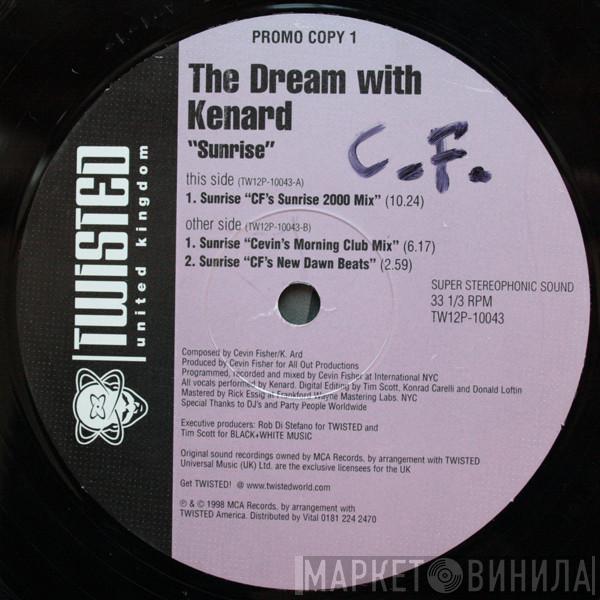 PROMO COPY 1
The Dream with
Kenard
"Sunrise"
C.F.
this side (TW12P-10043-A)
1. Sunrise "CF's Sunrise 2000 Mix" (10.24)
other side (TW12P-10043-B)
1. Sunrise "Cevin's Morning Club Mix" (6.17)
2. Sunrise "CF's New Dawn Beats" (2.59)
SUPER STEREOPHONIC SOUND
33 1/3 RPM
TW12P-10043
TWISTED
united kingdom
Composed by Cevin Fisher/K. Ard
Produced by Cevin Fisher for All Out Productions
Programmed, recorded and mixed by Cevin Fisher at International NYC
All vocals performed by Kenard. Digital Editing by Tim Scott, Konrad Carelli and Donald Loftin
Mastered by Rick Essig at Frankford Wayne Mastering Labs. NYC
Special Thanks to DJ's and Party People Worldwide
Executive producers: Rob Di Stefano for TWISTED and
Tim Scott for BLACK+WHITE MUSIC
Original sound recordings owned by MCA Records, by arrangement with TWISTED
Universal Music (UK) Ltd. are the exclusive licensees for the UK
Get TWISTED! @ www.twistedworld.com
℗ & © 1998 MCA Records, by arrangement with
TWISTED America. Distributed by Vital 0181 224 2470
МАРКЕТ ВИНИЛА